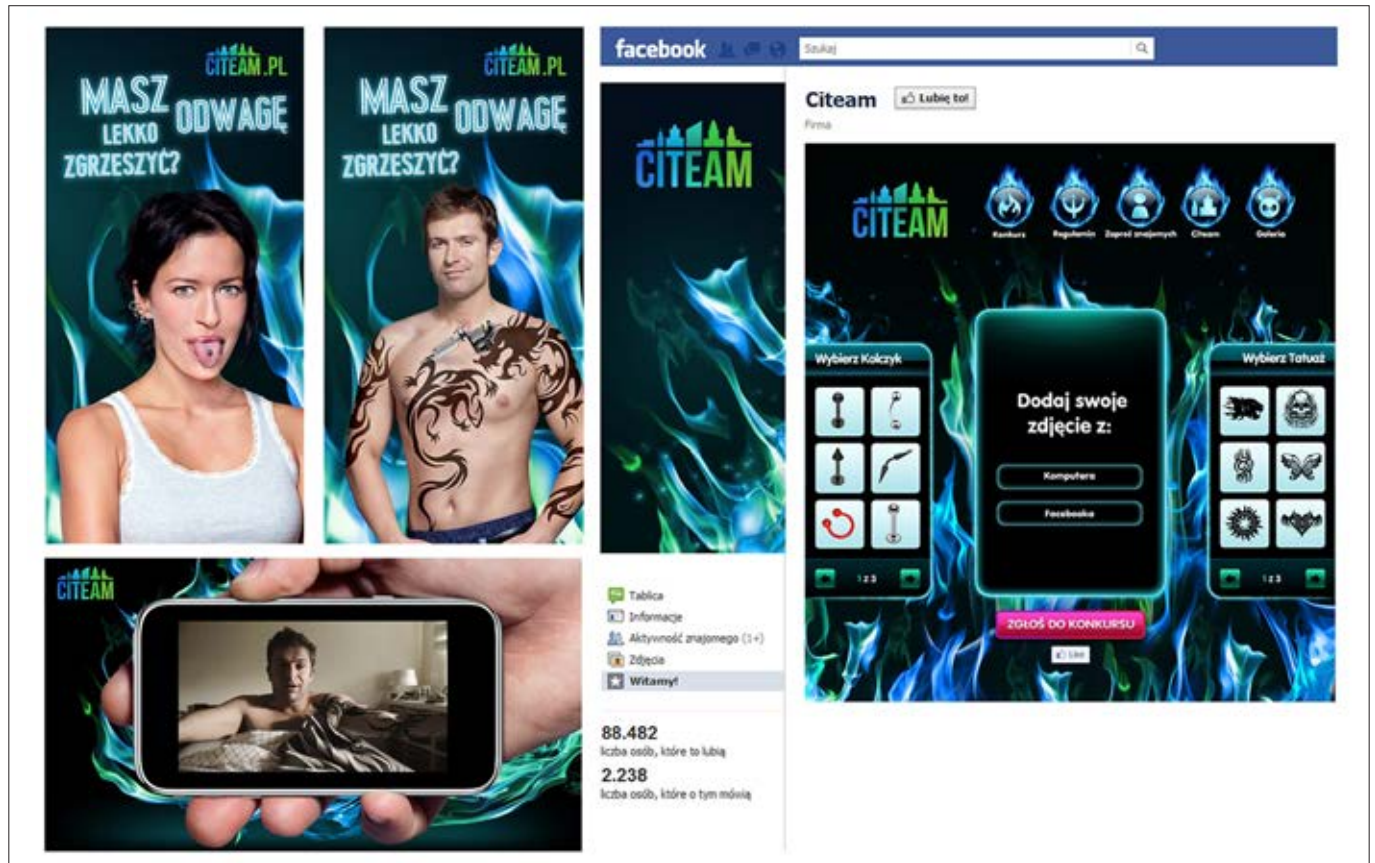 CITEAM.PL
MASZ
ODWAGĘ
LEKKO
ZGRZESZYĆ?
CITEAM.PL
MASZ
ODWAGĘ
LEKKO
ZGRZESZYĆ?
CITEAM
facebook
Szukaj
CITEAM
Tablica
Informacje
Aktywność znajomego (1+)
Zdjęcia
Witamy!
88.482
liczba osób, które to lubią
2.238
liczba osób, które o tym mówią
Citeam
Lubię to!
Firma
CITEAM
Konkurs
Regulamin
Zaproś znajomych
Citeam
Galeria
Wybierz Kolczyk
1 z 3
Dodaj swoje
zdjęcie z:
Komputera
Facebooka
Wybierz Tatuaż
1 z 3
ZGŁOŚ DO KONKURSU
Like